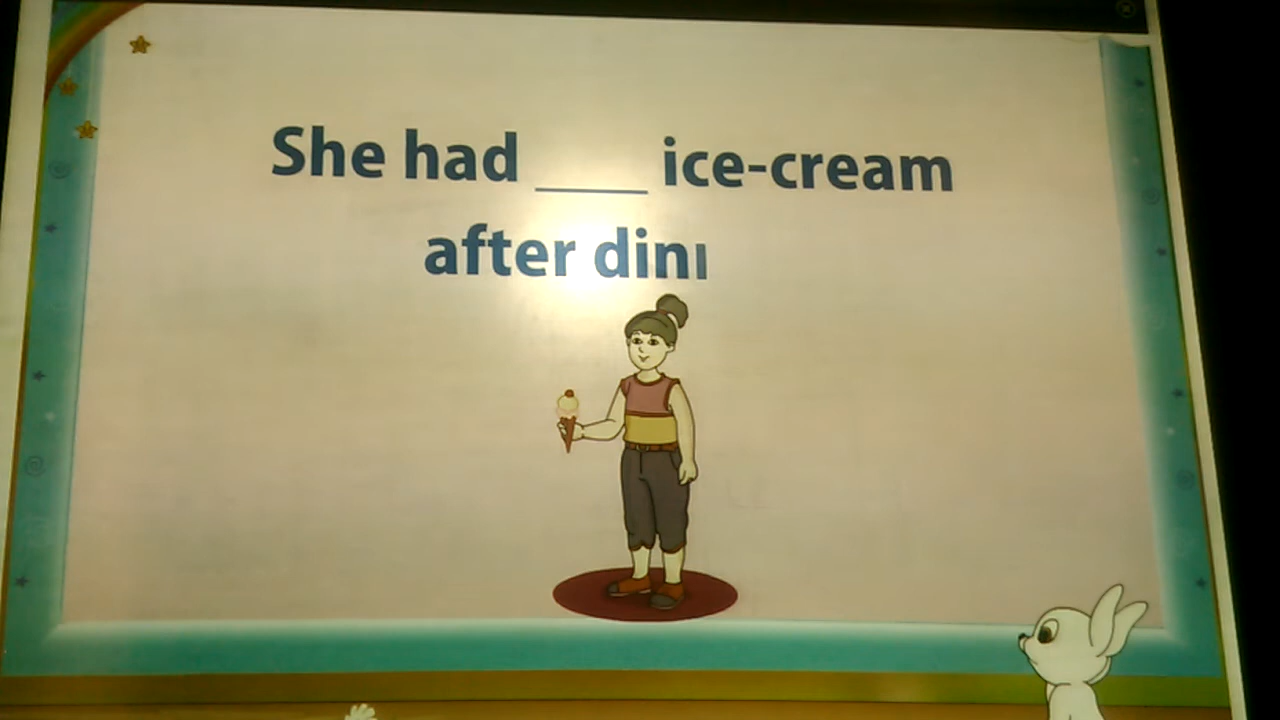 She had ____ ice-cream
after